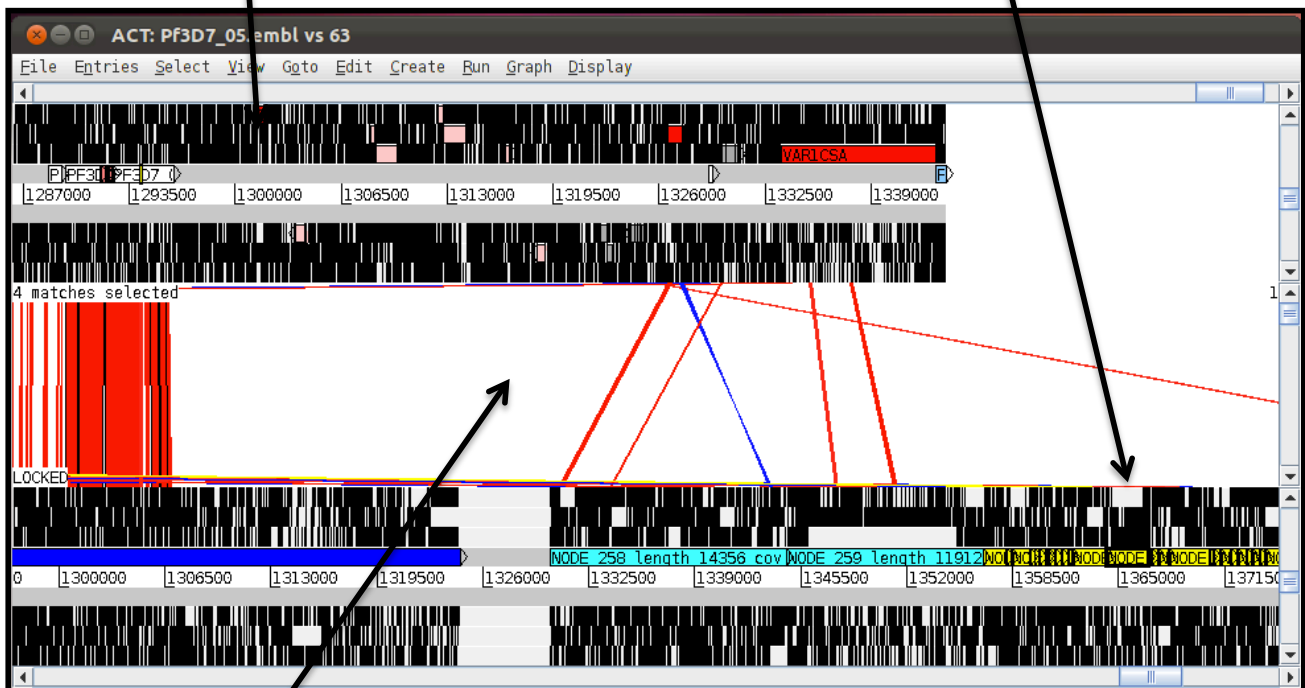 ACT: Pf3D7_05.embl vs 63
File Entries Select View Goto Edit Create Run Graph Display
VAR1CSA
1287000 1293500 1300000 1306500 1313000 1319500 1326000 1332500 1339000
4 matches selected
1
LOCKED
NODE 258 length 14356 cov NODE 259 length 11912
0 1300000 1306500 1313000 1319500 1326000 1332500 1339000 1345500 1352000 1358500 1365000 137150